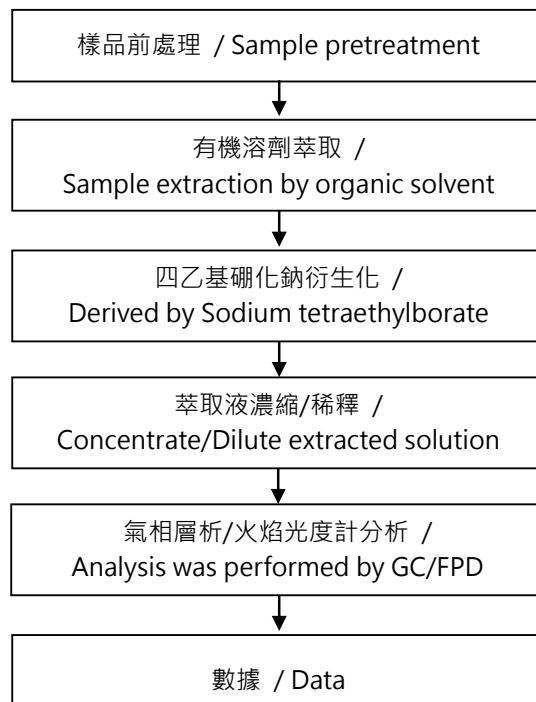 樣品前處理 / Sample pretreatment
有機溶劑萃取 /
Sample extraction by organic solvent
四乙基硼化鈉衍生化 /
Derived by Sodium tetraethylborate
萃取液濃縮/稀釋 /
Concentrate/Dilute extracted solution
氣相層析/火焰光度計分析 /
Analysis was performed by GC/FPD
數據 / Data